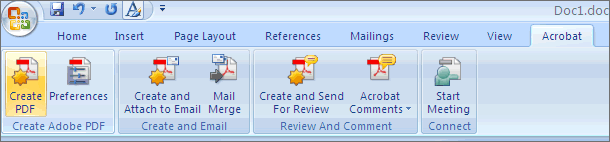 Doc1.doc
Home Insert Page Layout References Mailings Review View Acrobat
Create PDF
Preferences
Create and Attach to Email
Mail Merge
Create and Send For Review
Acrobat Comments
Start Meeting
Create Adobe PDF
Create and Email
Review And Comment
Connect